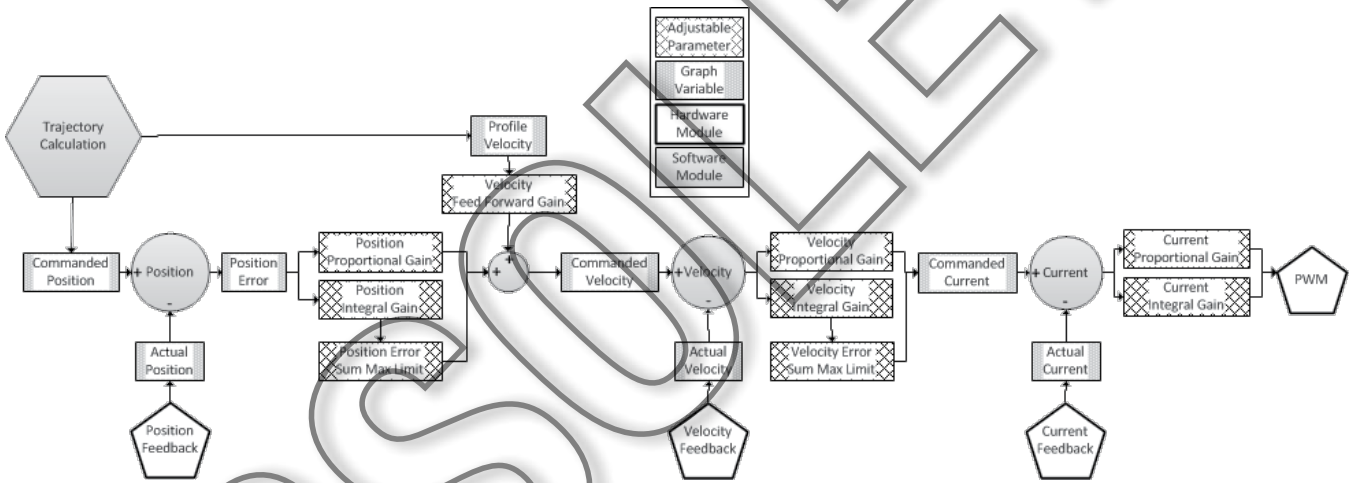 Adjustable
Parameter
Graph
Variable
Hardware
Module
Software
Module
Trajectory
Calculation
Profile
Velocity
Velocity
Feed Forward Gain
Commanded
Position
+ Position
-
Position
Error
Position
Proportional Gain
Position
Integral Gain
Position Error
Sum Max Limit
+
+
Commanded
Velocity
+Velocity
-
Velocity
Proportional Gain
Velocity
Integral Gain
Velocity Error
Sum Max Limit
Commanded
Current
+ Current
-
Current
Proportional Gain
Current
Integral Gain
PWM
Actual
Position
Position
Feedback
Actual
Velocity
Velocity
Feedback
Actual
Current
Current
Feedback
SOLE